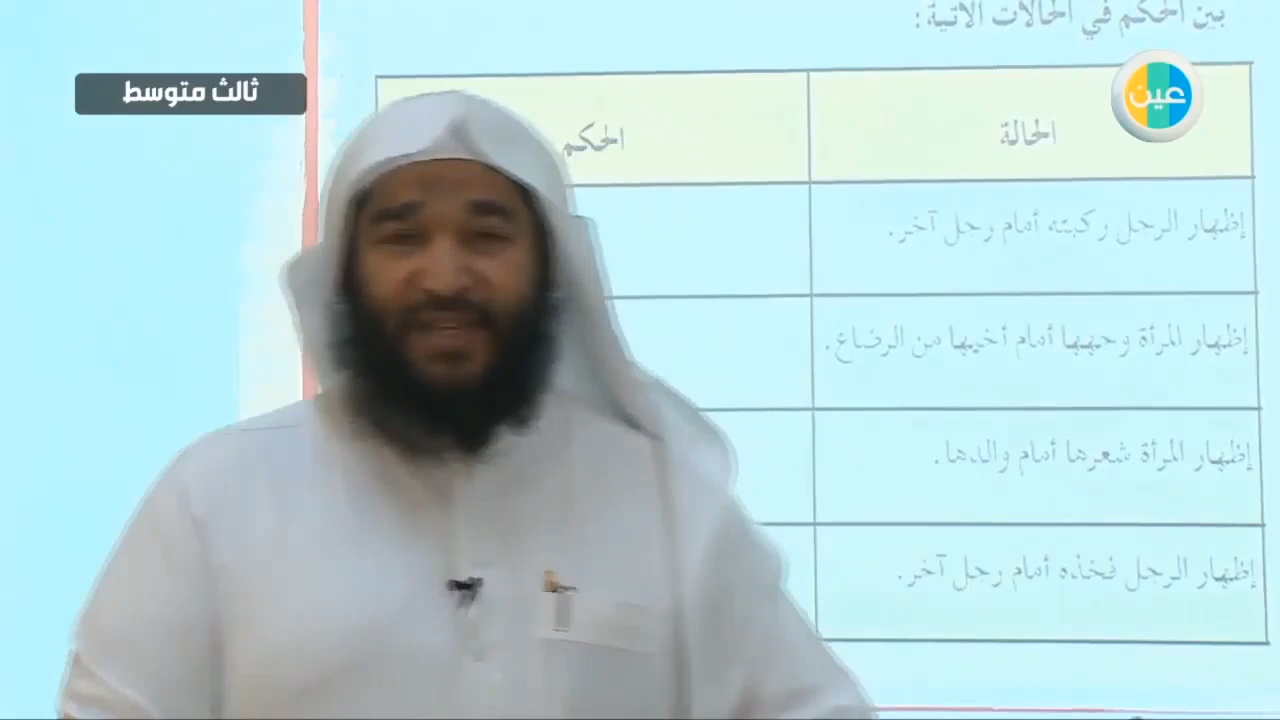 بين الحكم في الحالات الآتية:
عين
ثالث متوسط
الحالة
الحكم
إظهار الرجل ركبته أمام رجل آخر.
إظهار المرأة وجهها أمام أخيها من الرضاع.
إظهار المرأة شعرها أمام والدها.
إظهار الرجل فخذه أمام رجل آخر.